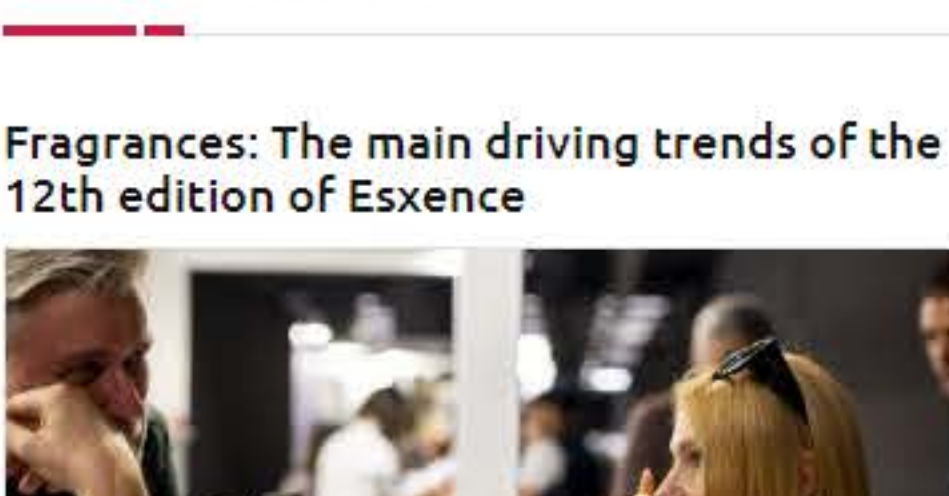 Fragrances: The main driving trends of the
12th edition of Esxence